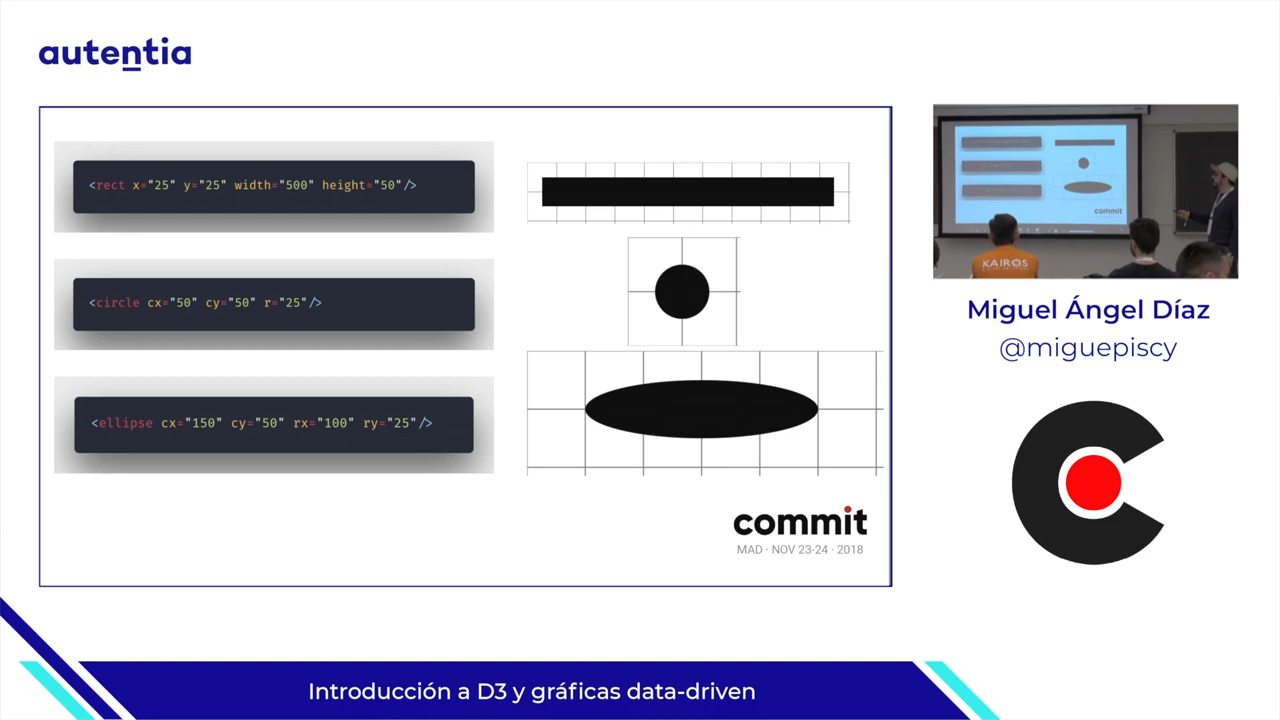 autentia
<rect x="25" y="25" width="500" height="50"/>
<circle cx="50" cy="50" r="25"/>
<ellipse cx="150" cy="50" rx="100" ry="25"/>
commit
MAD · NOV 23-24 · 2018
commit
KAIROS
Miguel Ángel Díaz
@miguepiscy
Introducción a D3 y gráficas data-driven